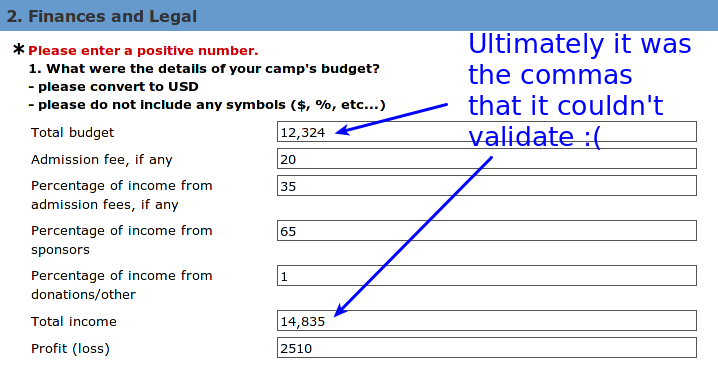 2. Finances and Legal
* Please enter a positive number.
1. What were the details of your camp's budget?
- please convert to USD
- please do not include any symbols ($, %, etc...)
Ultimately it was
the commas
that it couldn't
validate :(
Total budget 12,324
Admission fee, if any 20
Percentage of income from
admission fees, if any 35
Percentage of income from
sponsors 65
Percentage of income from
donations/other 1
Total income 14,835
Profit (loss) 2510